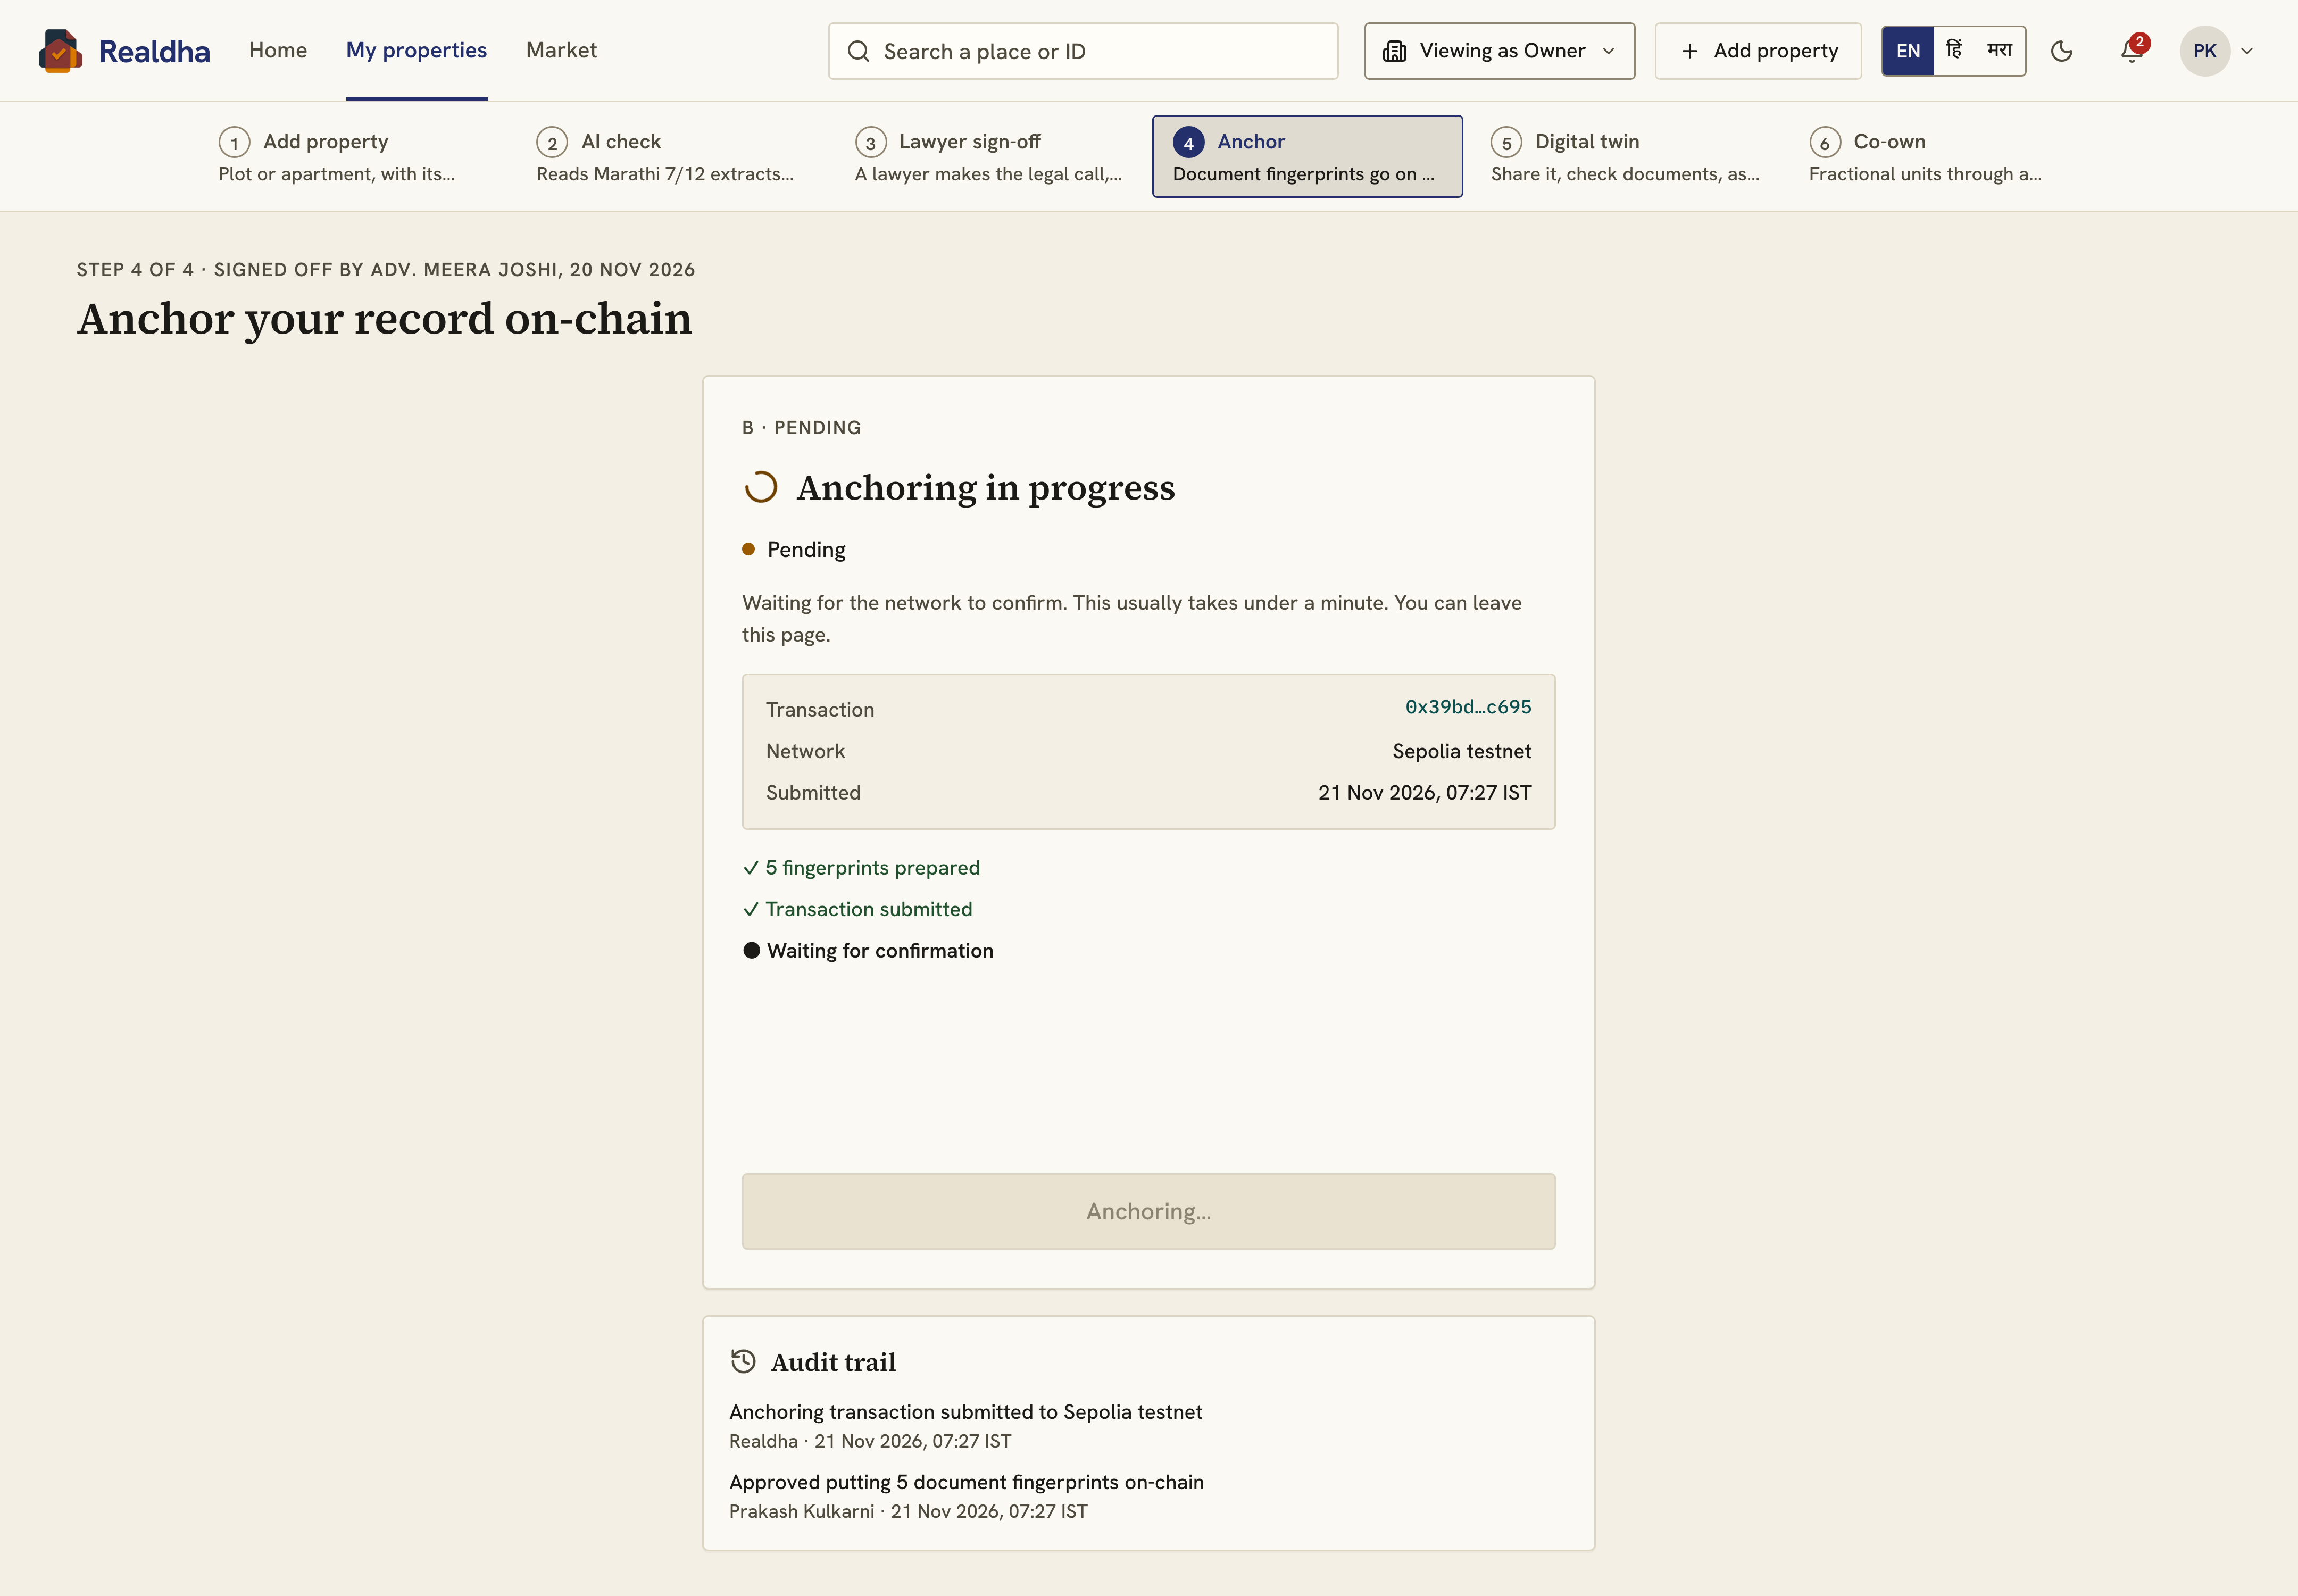 Realdha
Home
My properties
Market
Search a place or ID
Viewing as Owner
Add property
EN
हिं
मरा
2
PK
1 Add property
Plot or apartment, with its...
2 AI check
Reads Marathi 7/12 extracts...
3 Lawyer sign-off
A lawyer makes the legal call,...
4 Anchor
Document fingerprints go on ...
5 Digital twin
Share it, check documents, as...
6 Co-own
Fractional units through a...
STEP 4 OF 4 · SIGNED OFF BY ADV. MEERA JOSHI, 20 NOV 2026
Anchor your record on-chain
B · PENDING
Anchoring in progress
Pending
Waiting for the network to confirm. This usually takes under a minute. You can leave
this page.
Transaction 0x39bd…c695
Network Sepolia testnet
Submitted 21 Nov 2026, 07:27 IST
✓ 5 fingerprints prepared
✓ Transaction submitted
● Waiting for confirmation
Anchoring...
Audit trail
Anchoring transaction submitted to Sepolia testnet
Realdha · 21 Nov 2026, 07:27 IST
Approved putting 5 document fingerprints on-chain
Prakash Kulkarni · 21 Nov 2026, 07:27 IST